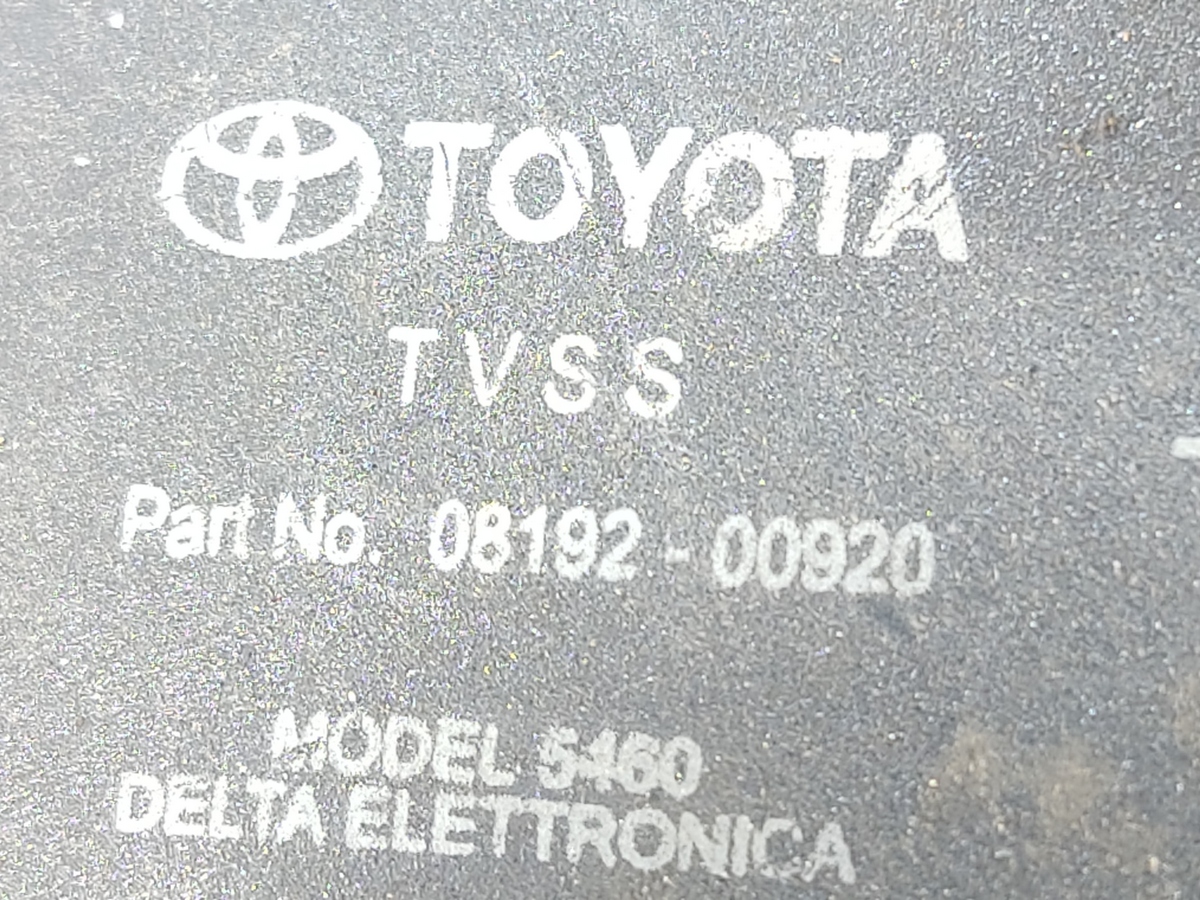 TOYOTA
TVSS
Part No. 08192-00920
MODEL 5460
DELTA ELETTRONICA